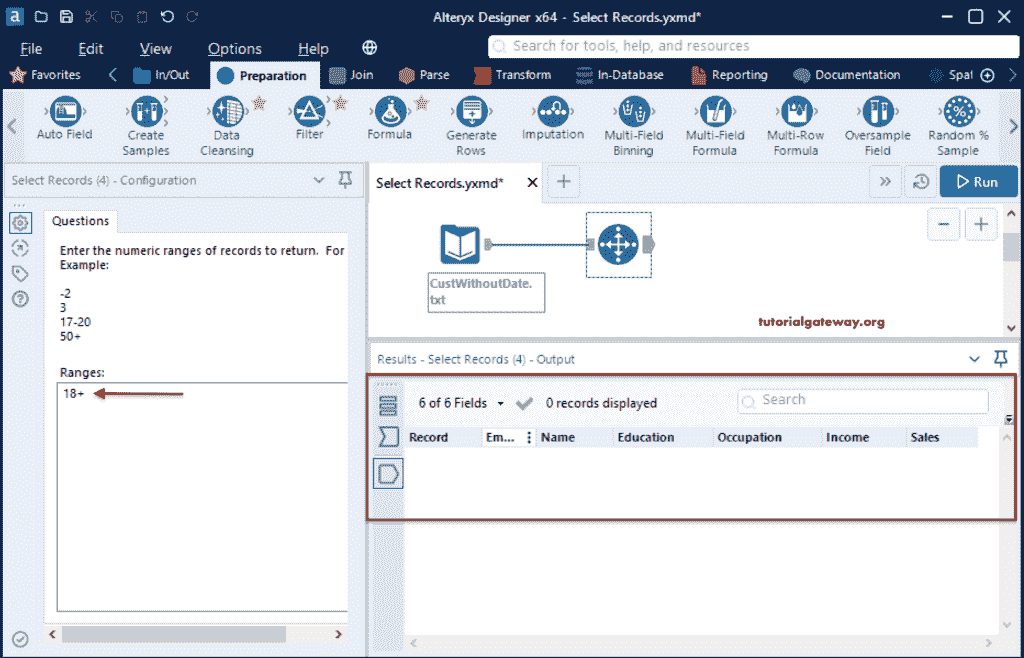 a
Alteryx Designer x64 - Select Records.yxmd*
File Edit View Options Help
Search for tools, help, and resources
Favorites In/Out Preparation Join Parse Transform In-Database Reporting Documentation Spat
Auto Field
Create
Samples
Data
Cleansing
Filter
Formula
Generate
Rows
Imputation
Multi-Field
Binning
Multi-Field
Formula
Multi-Row
Formula
Oversample
Field
Random %
Sample
Select Records (4) - Configuration
Questions
Enter the numeric ranges of records to return. For
Example:
-2
3
17-20
50+
Ranges:
18+
Select Records.yxmd*
Run
CustWithoutDate.
txt
tutorialgateway.org
Results - Select Records (4) - Output
6 of 6 Fields 0 records displayed Search
Record Em... Name Education Occupation Income Sales